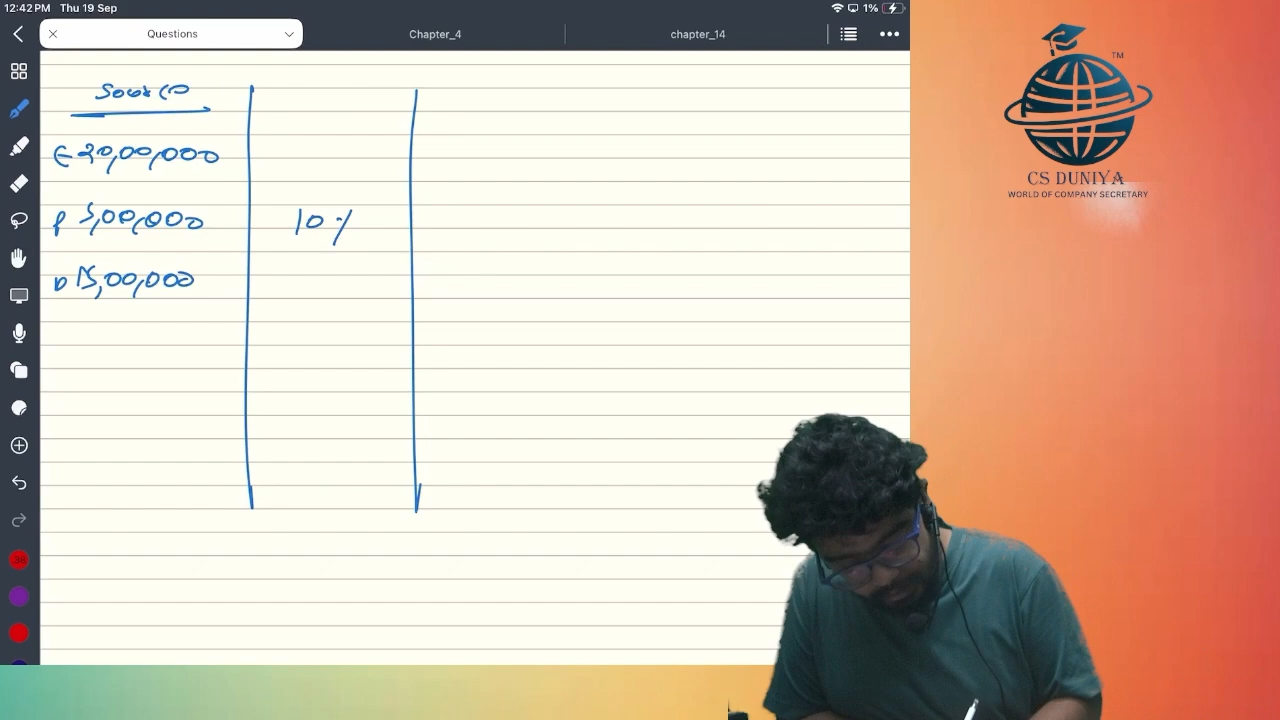 12:42 PM Thu 19 Sep
1%
Questions
Chapter_4
chapter_14
Source
E 20,00,000
P 5,00,000
10%
D 15,00,000
TM
CS DUNIYA
WORLD OF COMPANY SECRETARY